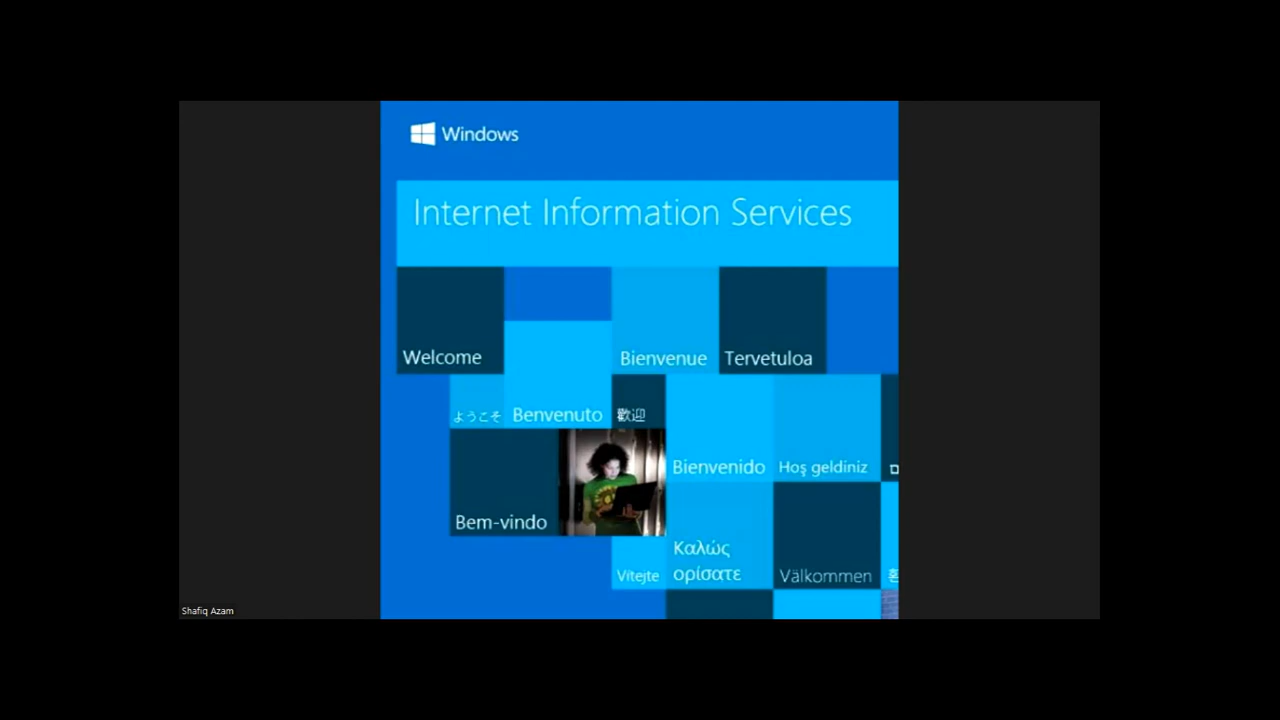 Windows
Internet Information Services
Welcome
Bienvenue
Tervetuloa
ようこそ
Benvenuto
歡迎
Bienvenido
Hoş geldiniz
Bem-vindo
Vítejte
Καλώς
ορίσατε
Välkommen
Shafiq Azam